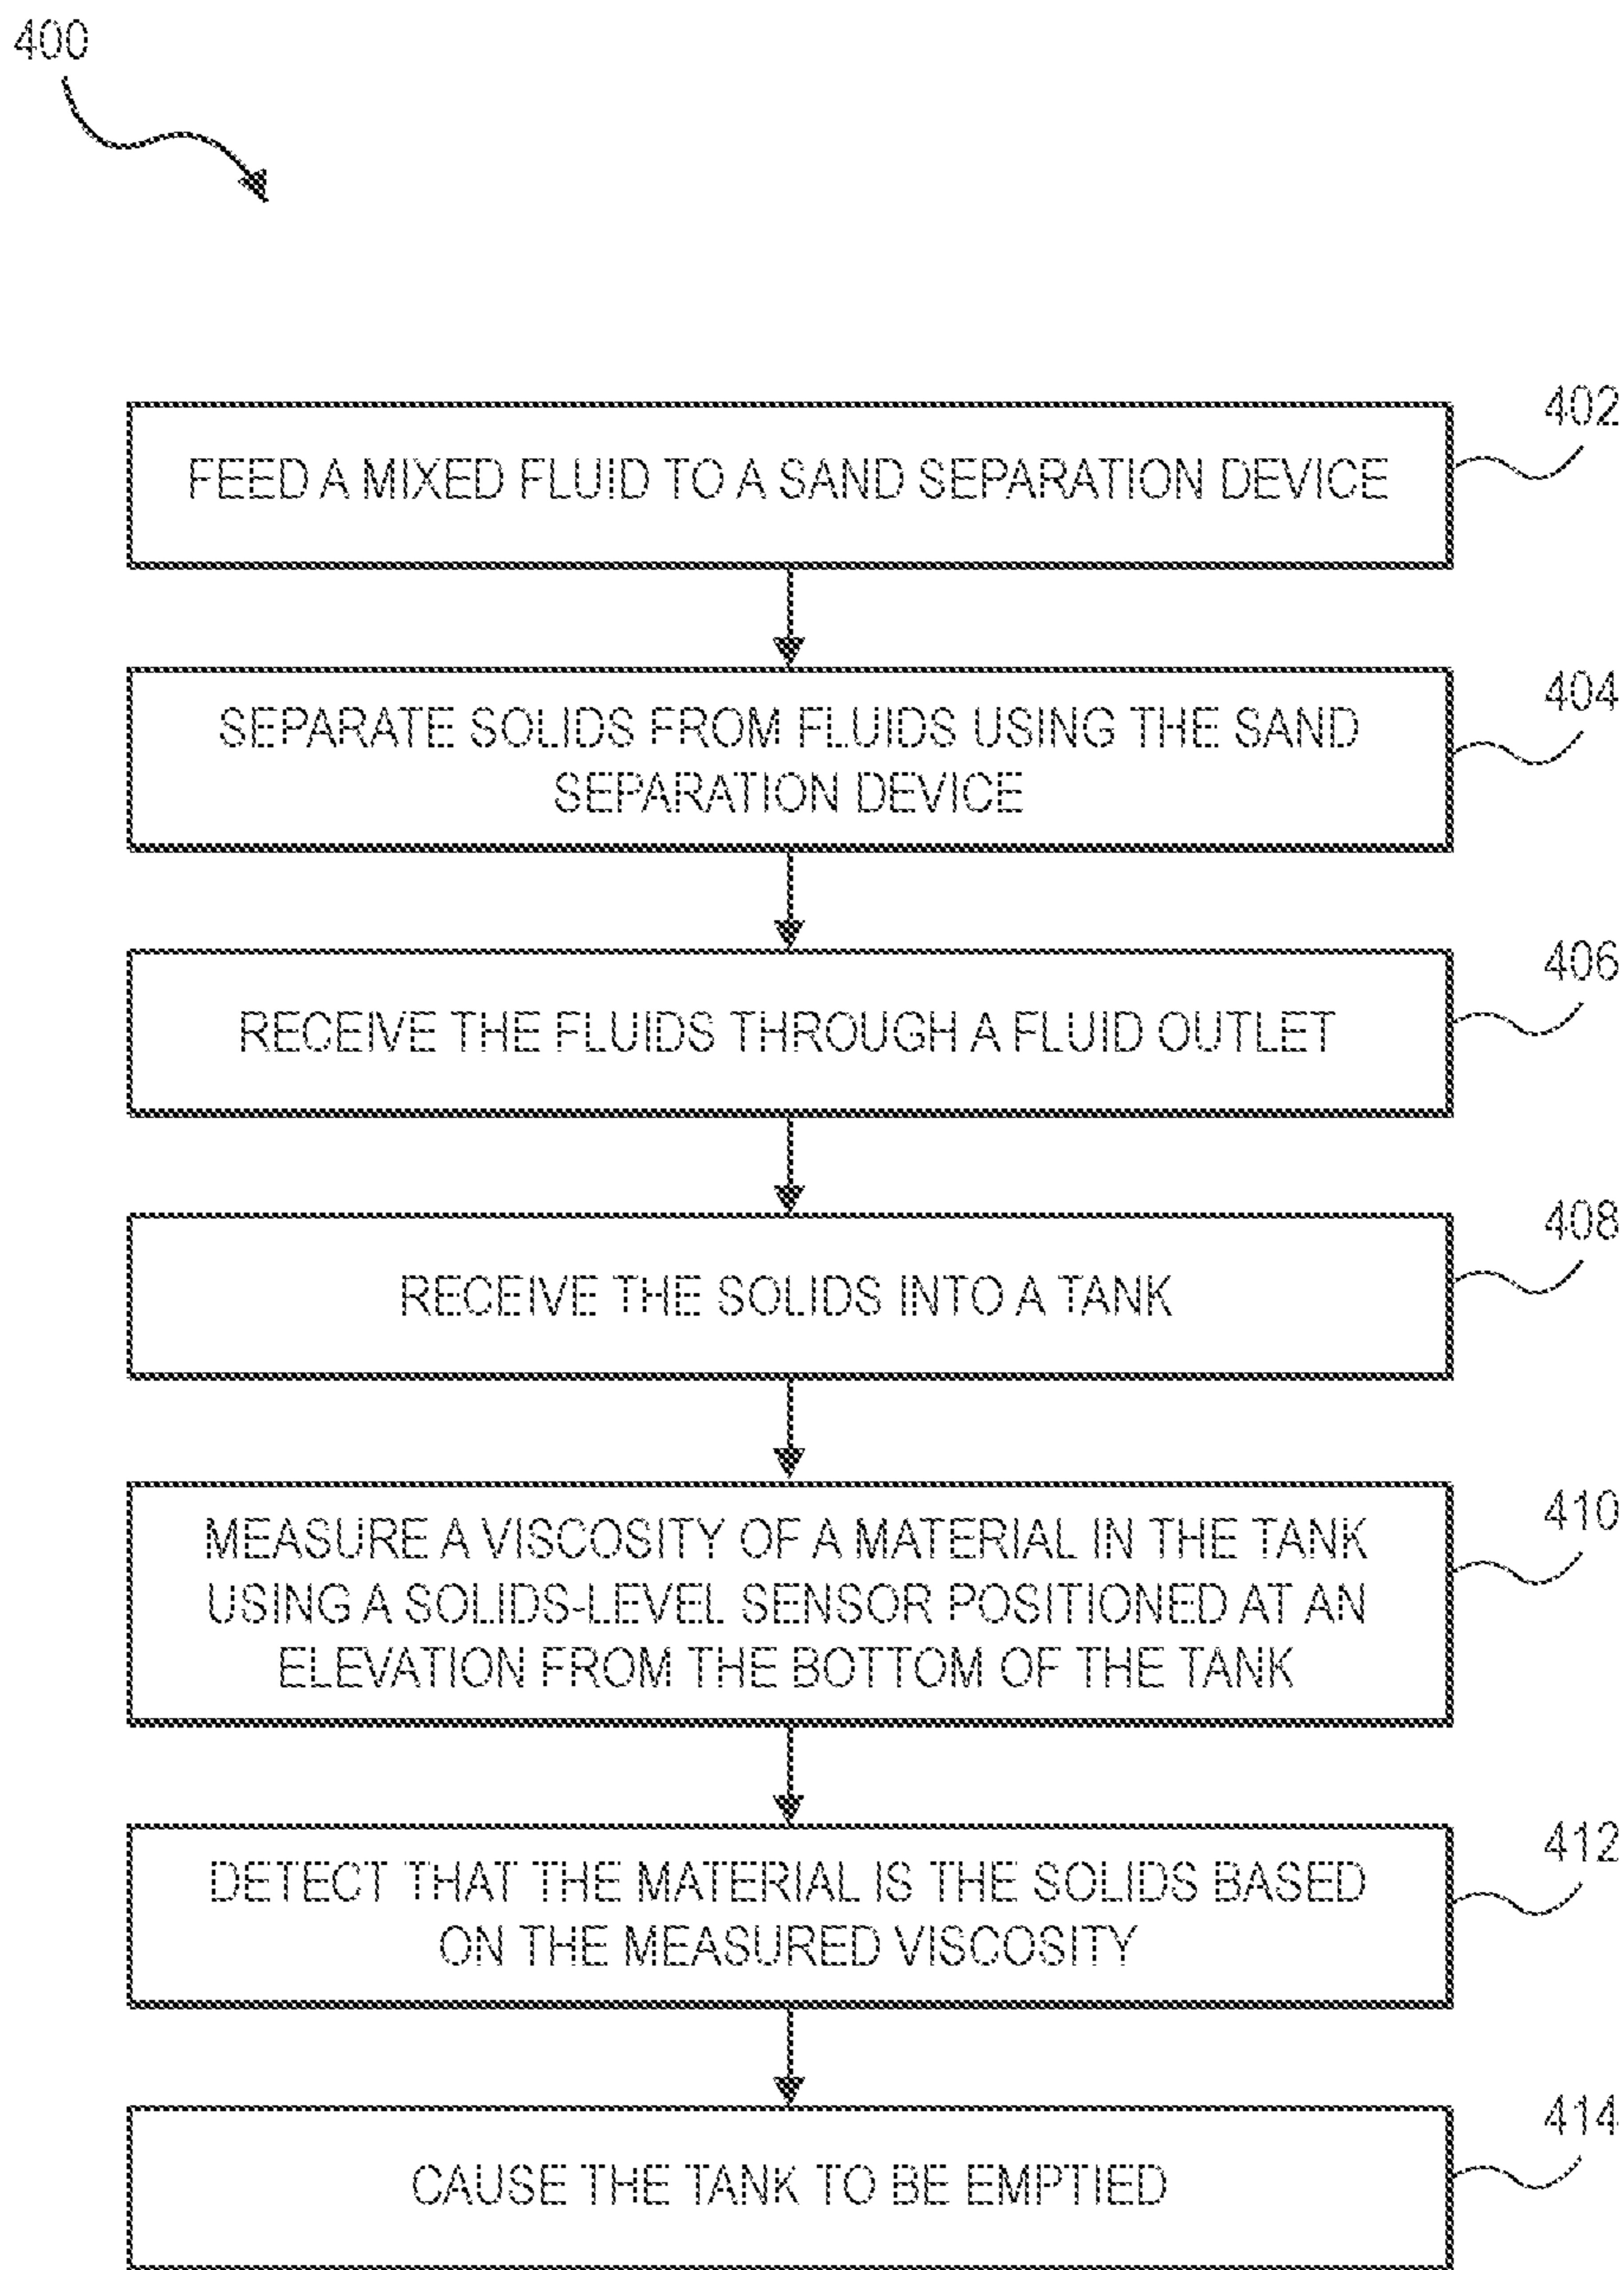 400
402
FEED A MIXED FLUID TO A SAND SEPARATION DEVICE
404
SEPARATE SOLIDS FROM FLUIDS USING THE SAND
SEPARATION DEVICE
406
RECEIVE THE FLUIDS THROUGH A FLUID OUTLET
408
RECEIVE THE SOLIDS INTO A TANK
410
MEASURE A VISCOSITY OF A MATERIAL IN THE TANK
USING A SOLIDS-LEVEL SENSOR POSITIONED AT AN
ELEVATION FROM THE BOTTOM OF THE TANK
412
DETECT THAT THE MATERIAL IS THE SOLIDS BASED
ON THE MEASURED VISCOSITY
414
CAUSE THE TANK TO BE EMPTIED